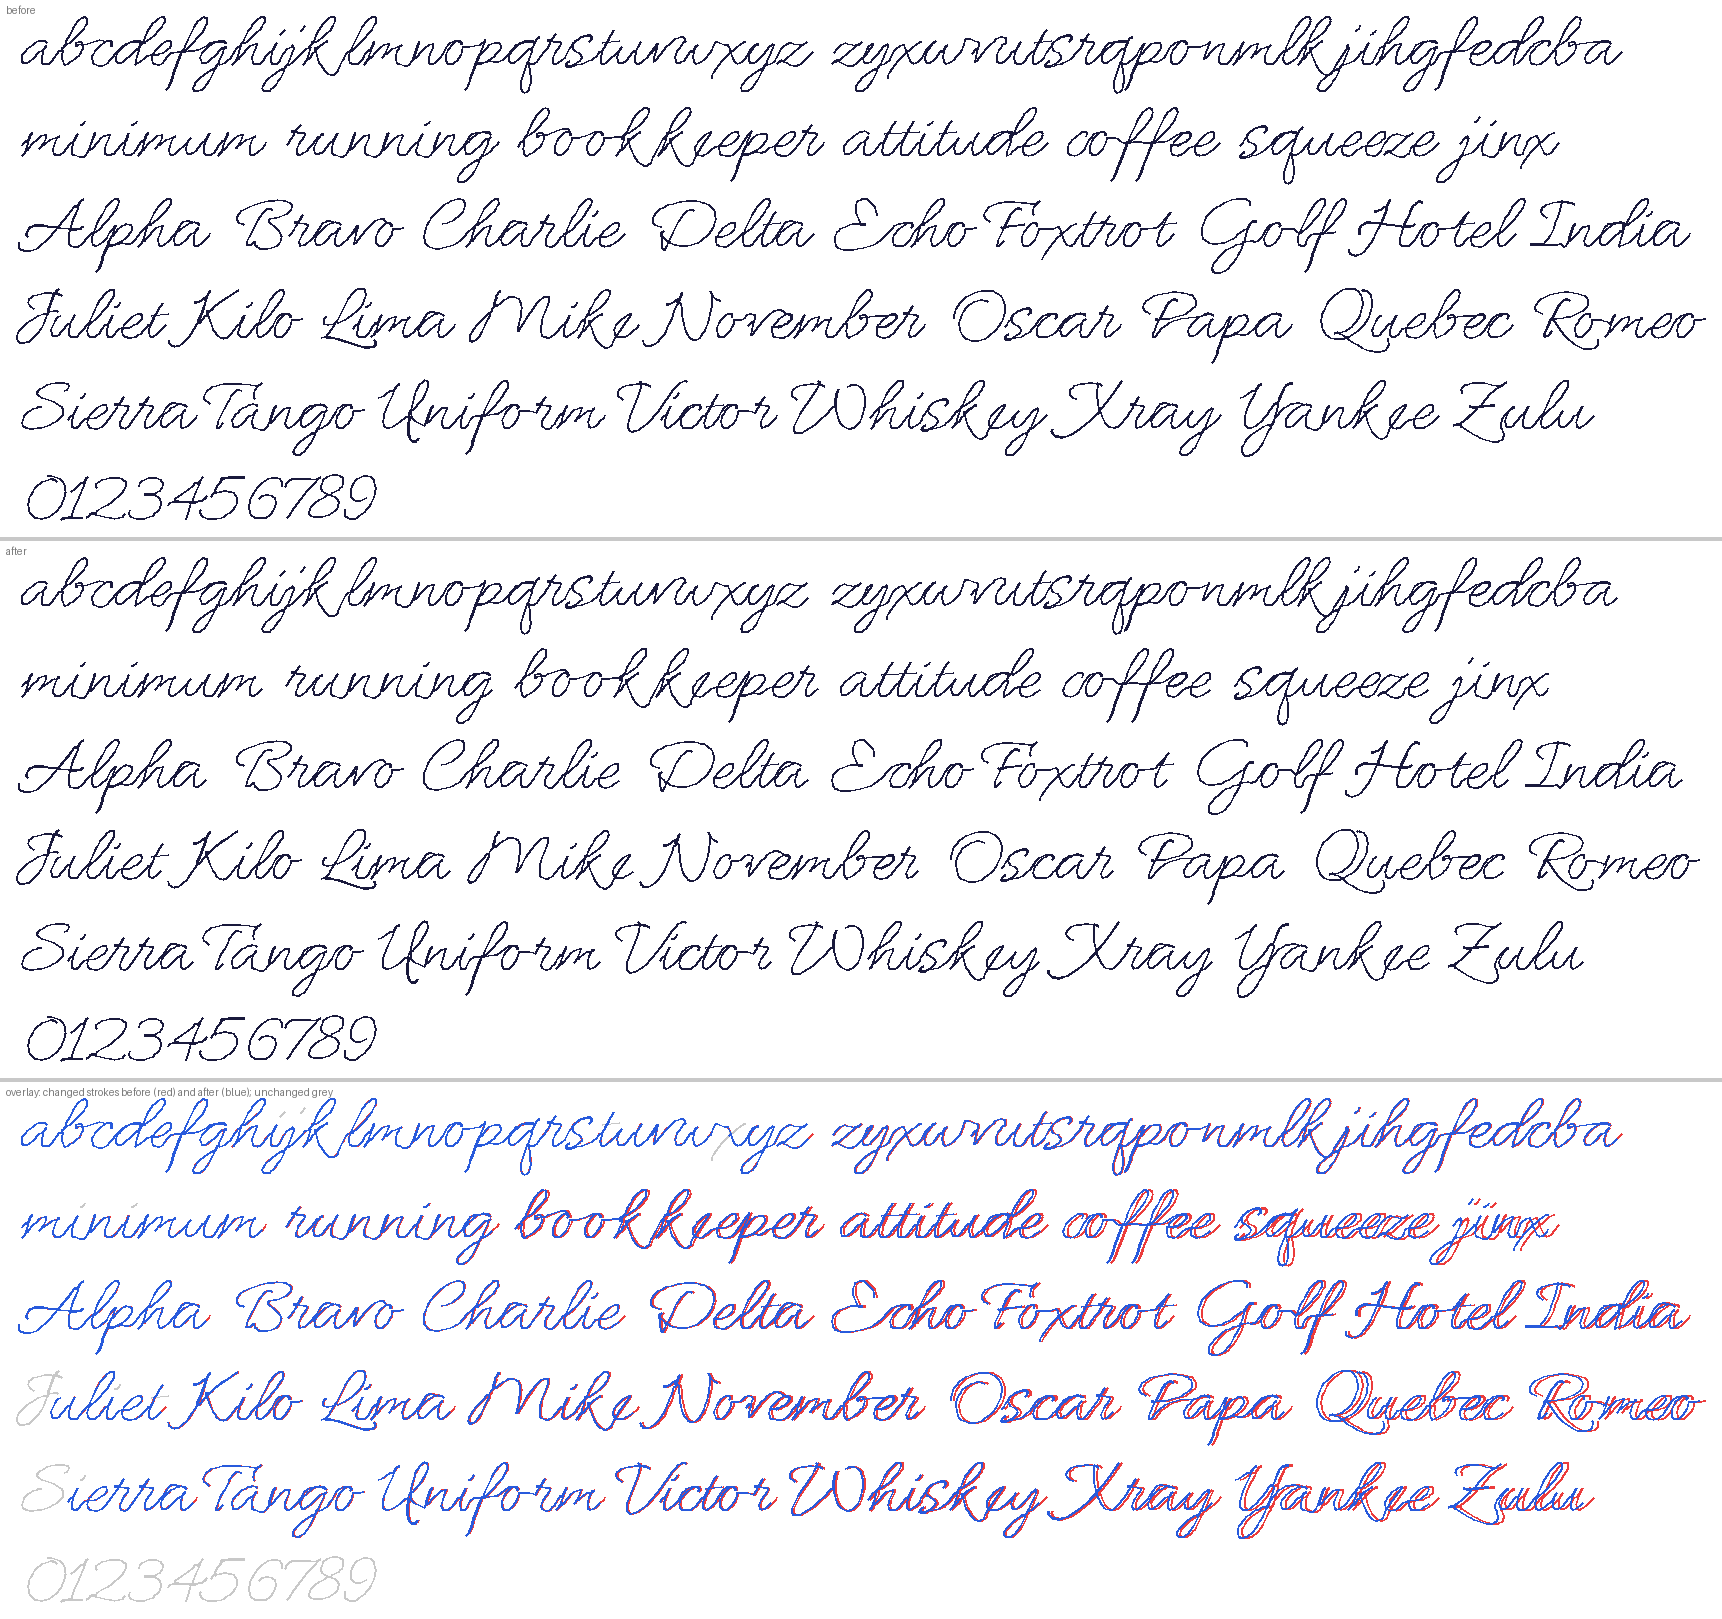 before
abcdefghijklmnopqrstuvwxyz zyxwvutsrqponmlkjihgfedcba
minimum running bookkeeper attitude coffee squeeze jinx
Alpha Bravo Charlie Delta Echo Foxtrot Golf Hotel India
Juliet Kilo Lima Mike November Oscar Papa Quebec Romeo
Sierra Tango Uniform Victor Whiskey Xray Yankee Zulu
0123456789
after
abcdefghijklmnopqrstuvwxyz zyxwvutsrqponmlkjihgfedcba
minimum running bookkeeper attitude coffee squeeze jinx
Alpha Bravo Charlie Delta Echo Foxtrot Golf Hotel India
Juliet Kilo Lima Mike November Oscar Papa Quebec Romeo
Sierra Tango Uniform Victor Whiskey Xray Yankee Zulu
0123456789
overlay: changed strokes before (red) and after (blue); unchanged grey
abcdefghijklmnopqrstuvwxyz zyxwvutsrqponmlkjihgfedcba
minimum running bookkeeper attitude coffee squeeze jinx
Alpha Bravo Charlie Delta Echo Foxtrot Golf Hotel India
Juliet Kilo Lima Mike November Oscar Papa Quebec Romeo
Sierra Tango Uniform Victor Whiskey Xray Yankee Zulu
0123456789